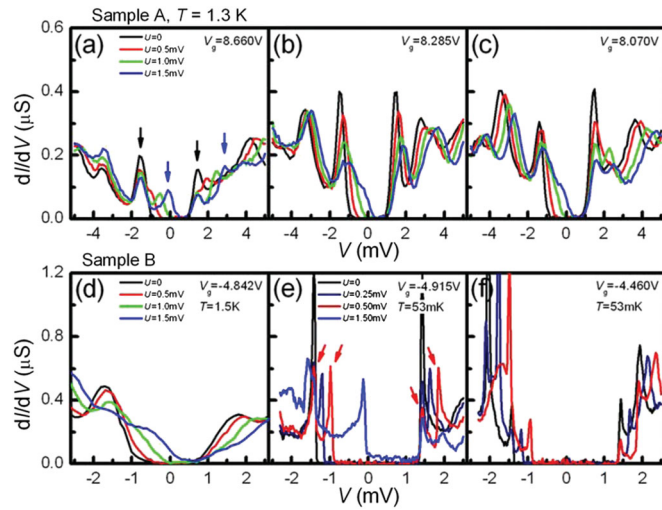 Sample A, T = 1.3 K
(a) U=0 Vg=8.660V
U=0.5mV
U=1.0mV
U=1.5mV
(b) Vg=8.285V
(c) Vg=8.070V
0.6
0.4
0.2
0.0
dI/dV (μS)
-4 -2 0 2 4 -4 -2 0 2 4 -4 -2 0 2 4
V (mV)
Sample B
(d) U=0 Vg=-4.842V
U=0.5mV T=1.5K
U=1.0mV
U=1.5mV
(e) U=0 Vg=-4.915V
U=0.25mV T=53mK
U=0.50mV
U=1.50mV
(f) Vg=-4.460V
T=53mK
1.2
0.8
0.4
0.0
dI/dV (μS)
-2 -1 0 1 2 -2 -1 0 1 2 -2 -1 0 1 2
V (mV)